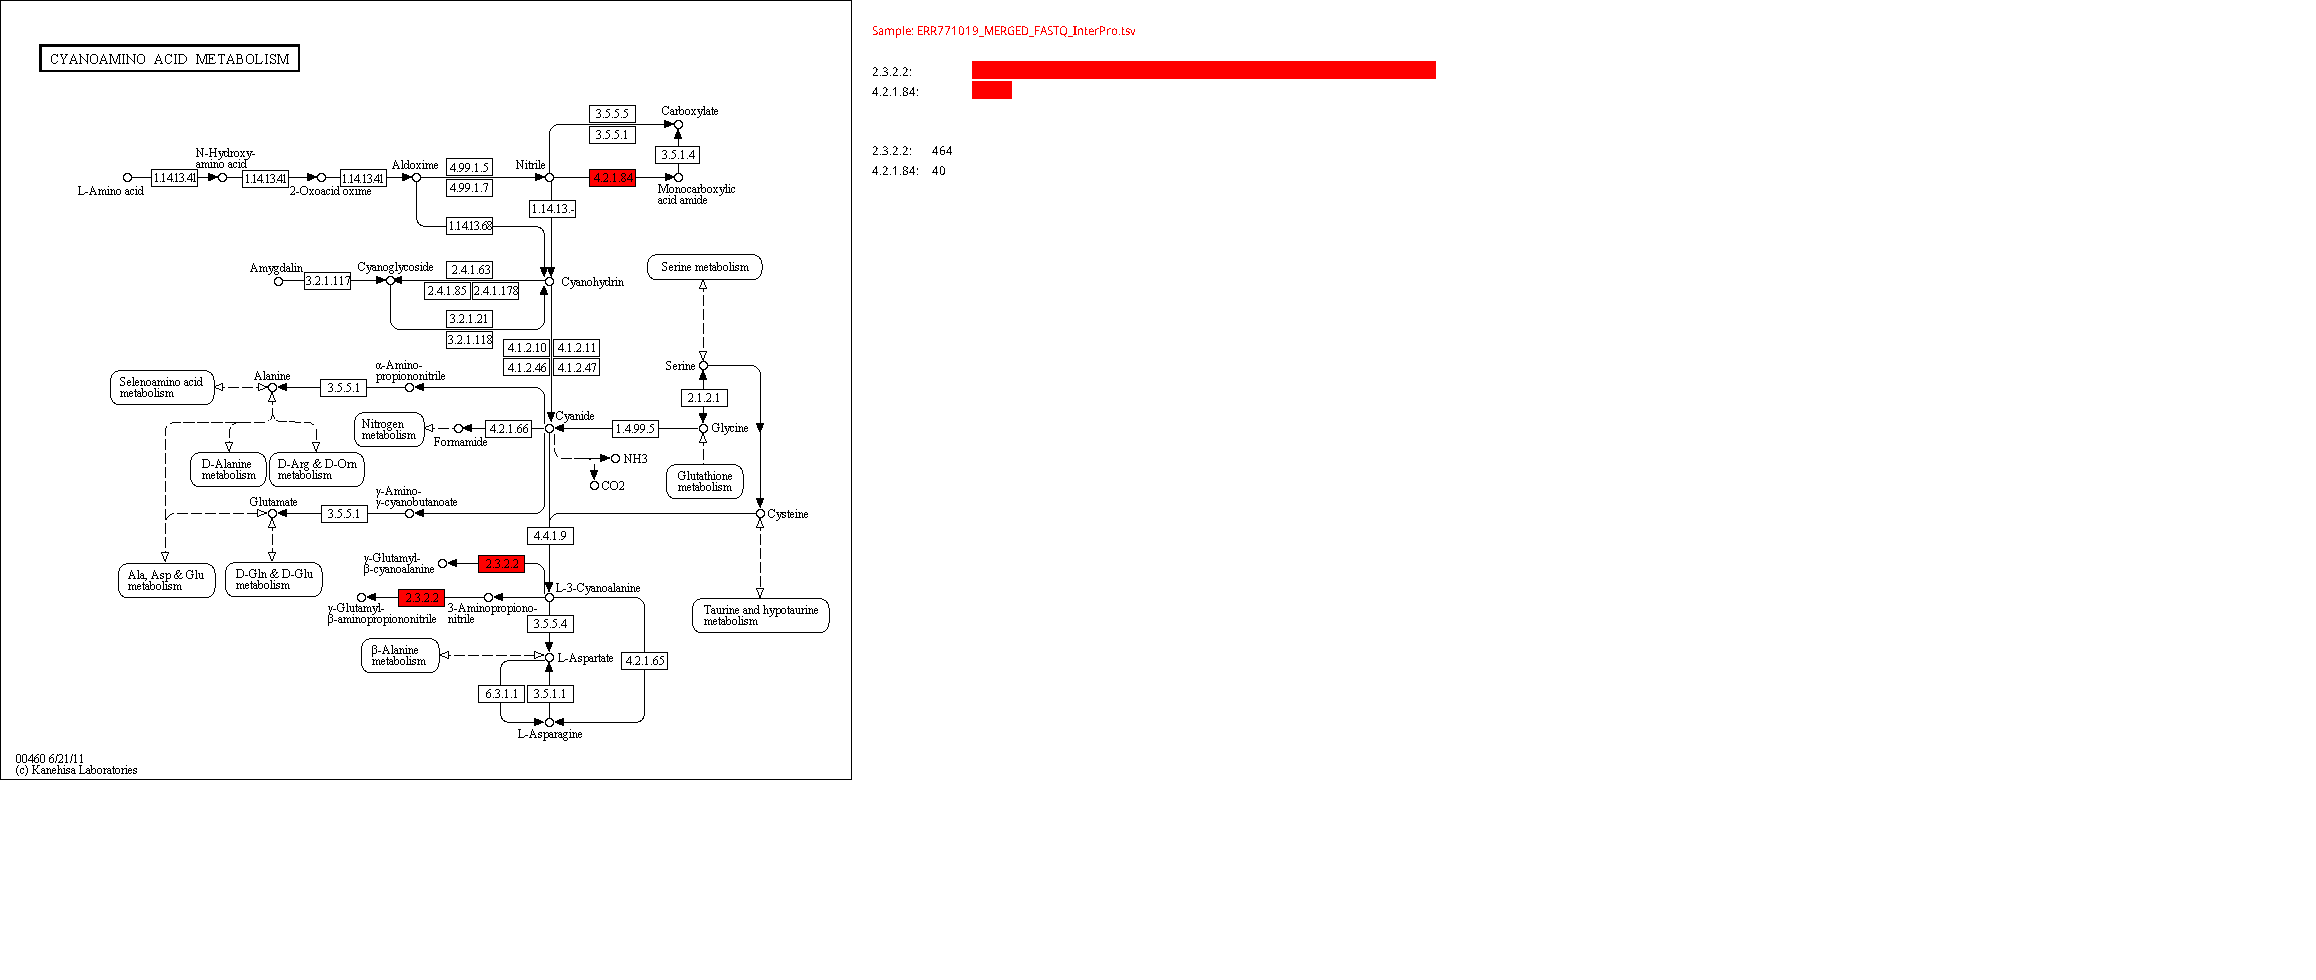 CYANOAMINO ACID METABOLISM
Sample: ERR771019_MERGED_FASTQ_InterPro.tsv
2.3.2.2:
4.2.1.84:
2.3.2.2: 464
4.2.1.84: 40
3.5.5.5
Carboxylate
3.5.5.1
N-Hydroxy-
amino acid
3.5.1.4
Aldoxime
4.99.1.5
Nitrile
L-Amino acid
1.14.13.41
1.14.13.41
2-Oxoacid oxime
1.14.13.41
4.99.1.7
4.2.1.84
Monocarboxylic
acid amide
1.14.13.-
1.14.13.68
Amygdalin
3.2.1.117
Cyanoglycoside
2.4.1.63
2.4.1.85
2.4.1.178
Cyanohydrin
Serine metabolism
3.2.1.21
3.2.1.118
4.1.2.10
4.1.2.11
4.1.2.46
4.1.2.47
Serine
Selenoamino acid
metabolism
Alanine
3.5.5.1
α-Amino-
propiononitrile
2.1.2.1
Nitrogen
metabolism
Formamide
4.2.1.66
Cyanide
1.4.99.5
Glycine
D-Alanine
metabolism
D-Arg & D-Orn
metabolism
NH3
CO2
Glutathione
metabolism
Glutamate
3.5.5.1
γ-Amino-
γ-cyanobutanoate
Cysteine
4.4.1.9
Ala, Asp & Glu
metabolism
D-Gln & D-Glu
metabolism
γ-Glutamyl-
β-cyanoalanine
2.3.2.2
L-3-Cyanoalanine
2.3.2.2
γ-Glutamyl-
β-aminopropiononitrile
3-Aminopropiono-
nitrile
3.5.5.4
Taurine and hypotaurine
metabolism
β-Alanine
metabolism
L-Aspartate
4.2.1.65
6.3.1.1
3.5.1.1
L-Asparagine
00460 6/21/11
(c) Kanehisa Laboratories